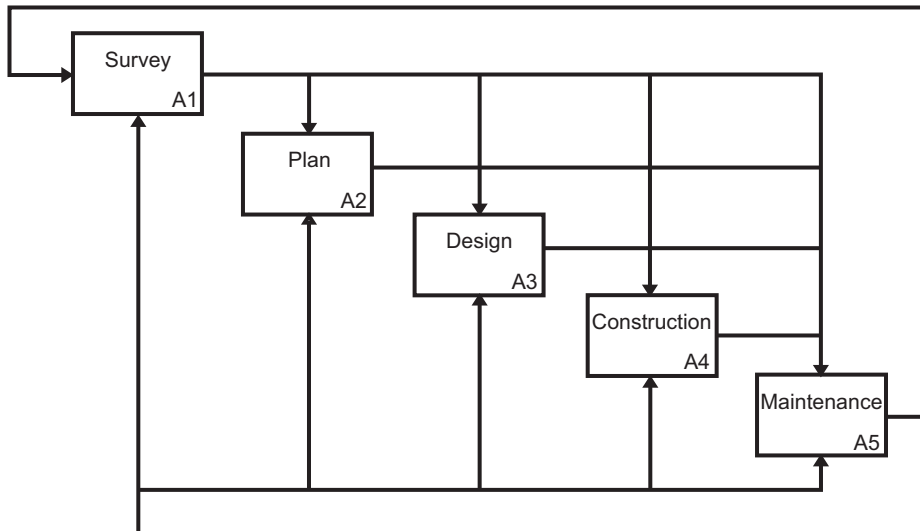 Survey
A1
Plan
A2
Design
A3
Construction
A4
Maintenance
A5